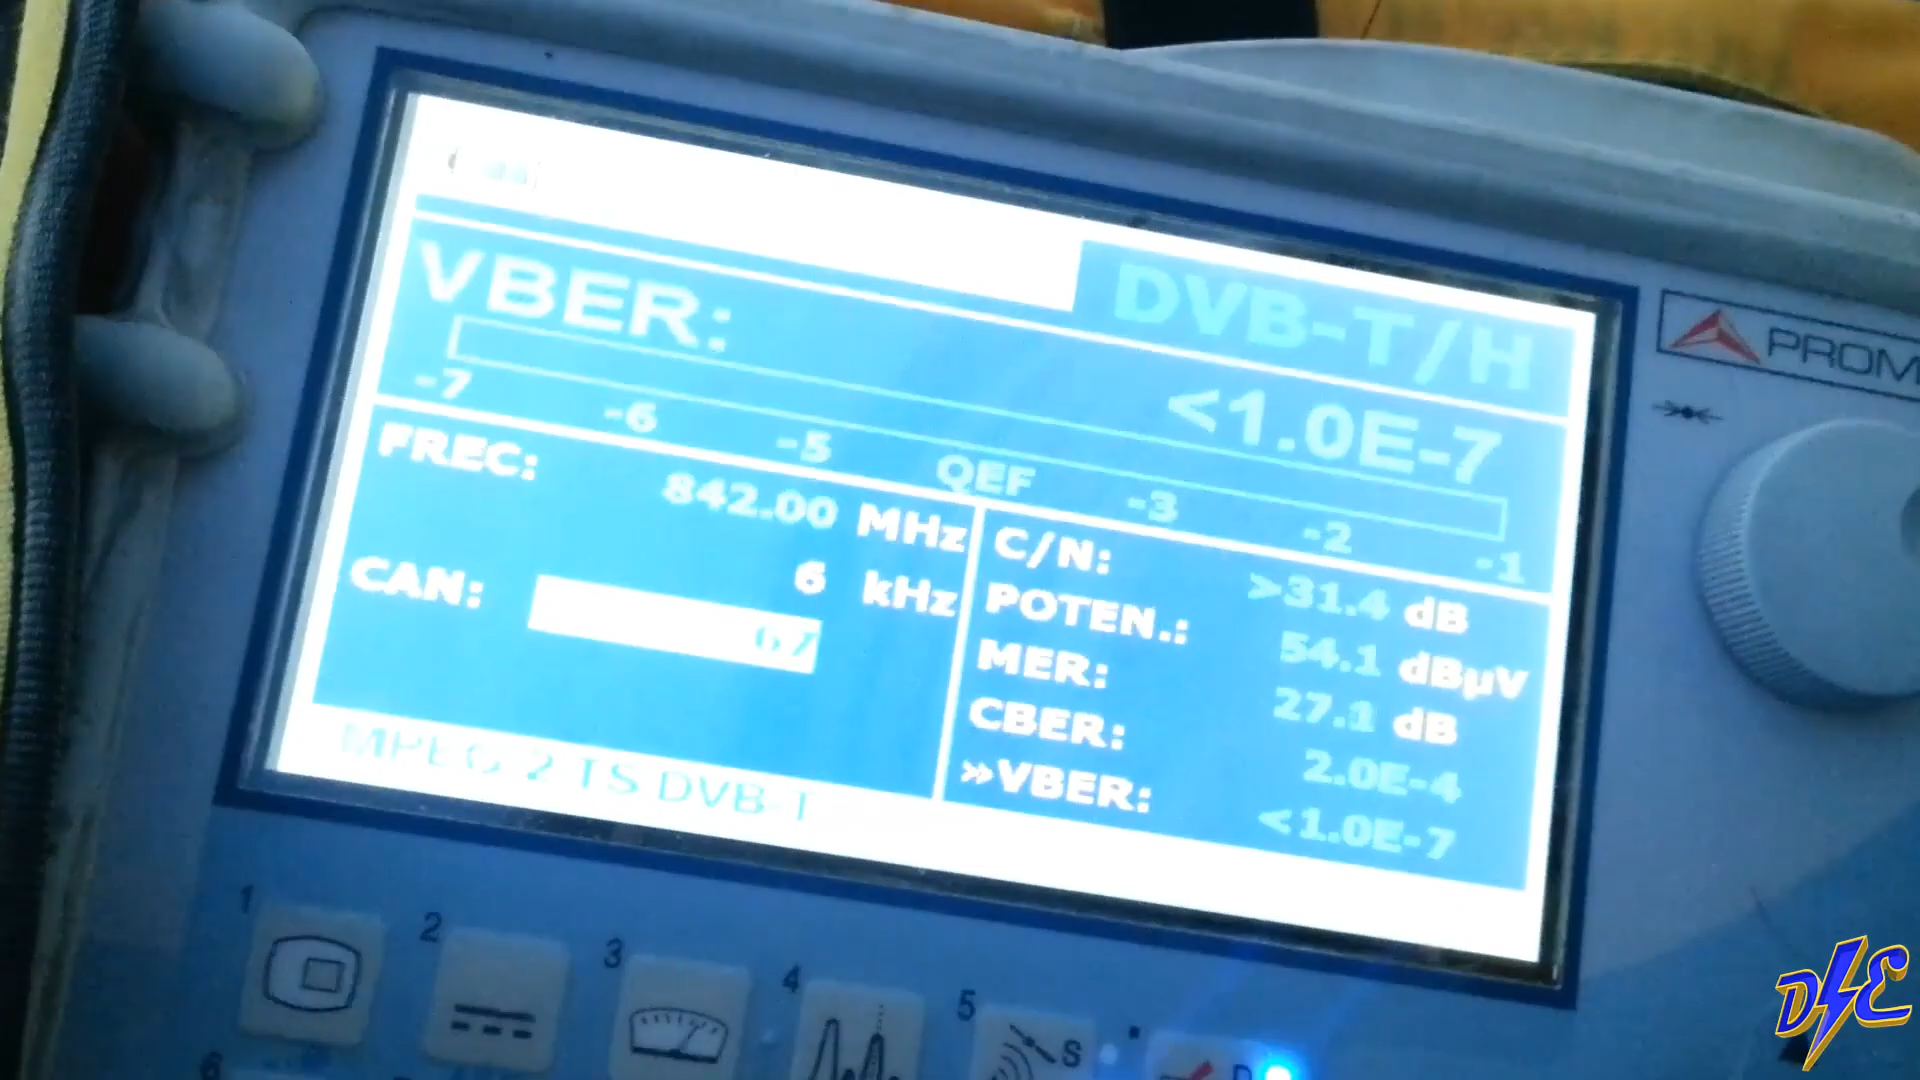 DVB-T/H
VBER:
<1.0E-7
-7 -6 -5 QEF -3 -2 -1
FREC: 842.00 MHz
6 kHz
CAN: 67
C/N: >31.4 dB
POTEN.: 54.1 dBµV
MER: 27.1 dB
CBER: 2.0E-4
»VBER: <1.0E-7
MPEG 2 TS DVB-T
PROM
1 2 3 4 5
S
D
6
DE